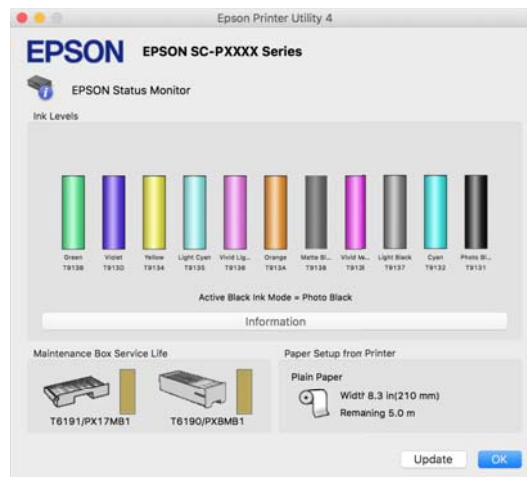 Epson Printer Utility 4
EPSON EPSON SC-PXXXX Series
EPSON Status Monitor
Ink Levels
Green Violet Yellow Light Cyan Vivid Lig... Orange Matte Bl... Vivid M... Light Black Cyan Photo Bl...
T913B T913D T9134 T9135 T9136 T913A T9138 T913 T9137 T9132 T9131
Active Black Ink Mode = Photo Black
Information
Maintenance Box Service Life
T6191/PX17MB1 T6190/PXBMB1
Paper Setup from Printer
Plain Paper
Width 8.3 in(210 mm)
Remaning 5.0 m
Update OK